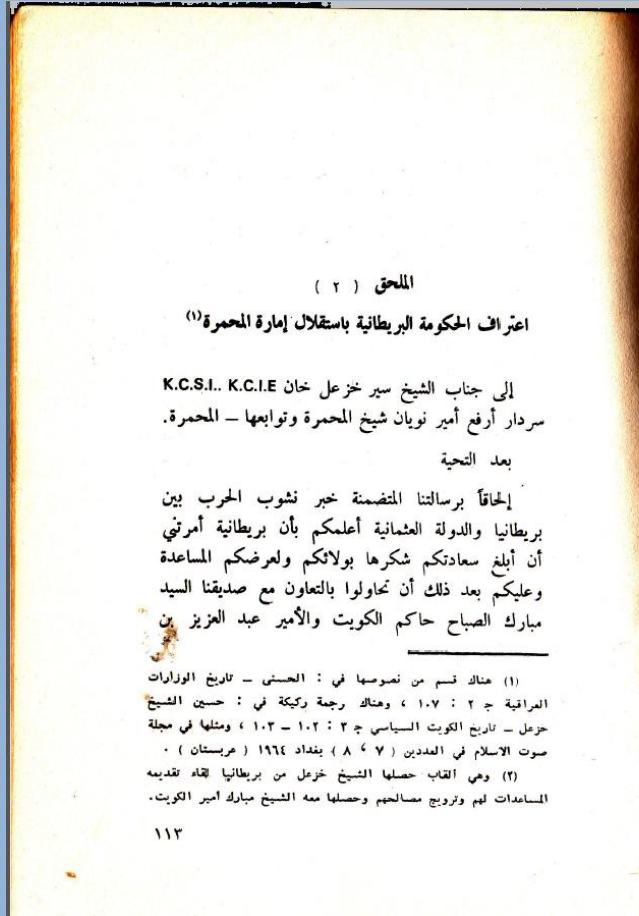 الملحق ( ٢ )
اعتراف الحكومة البريطانية باستقلال إمارة المحمرة (١)
إلى جناب الشيخ سير خزعل خان K.C.S.I.. K.C.I.E
سردار أرفع أمير نويان شيخ المحمرة وتوابعها — المحمرة.
بعد التحية
إلحاقاً برسالتنا المتضمنة خبر نشوب الحرب بين
بريطانيا والدولة العثمانية أعلمكم بأن بريطانية أمرتني
أن أبلغ سعادتكم شكرها بولائكم ولعرضكم المساعدة
وعليكم بعد ذلك أن تحاولوا بالتعاون مع صديقنا السيد
مبارك الصباح حاكم الكويت والأمير عبد العزيز بن
(١) هناك قسم من نصوصها في : الحسنى — تاريخ الوزارات
العراقية ج ٢ : ١٠٧ ، وهناك رجمة ركيكة في : حسين الشيخ
خزعل — تاريخ الكويت السياسي ج ٣ : ١٠٢ — ١٠٣ ، ومثلها في مجلة
صوت الاسلام في العددين ( ٧ ، ٨ ) بغداد ١٩٦٤ ( عربستان ) .
(٢) وهي ألقاب حصلها الشيخ خزعل من بريطانيا لقاء تقديمه
المساعدات لهم وترويج مصالحهم وحصلها معه الشيخ مبارك أمير الكويت.
١١٣